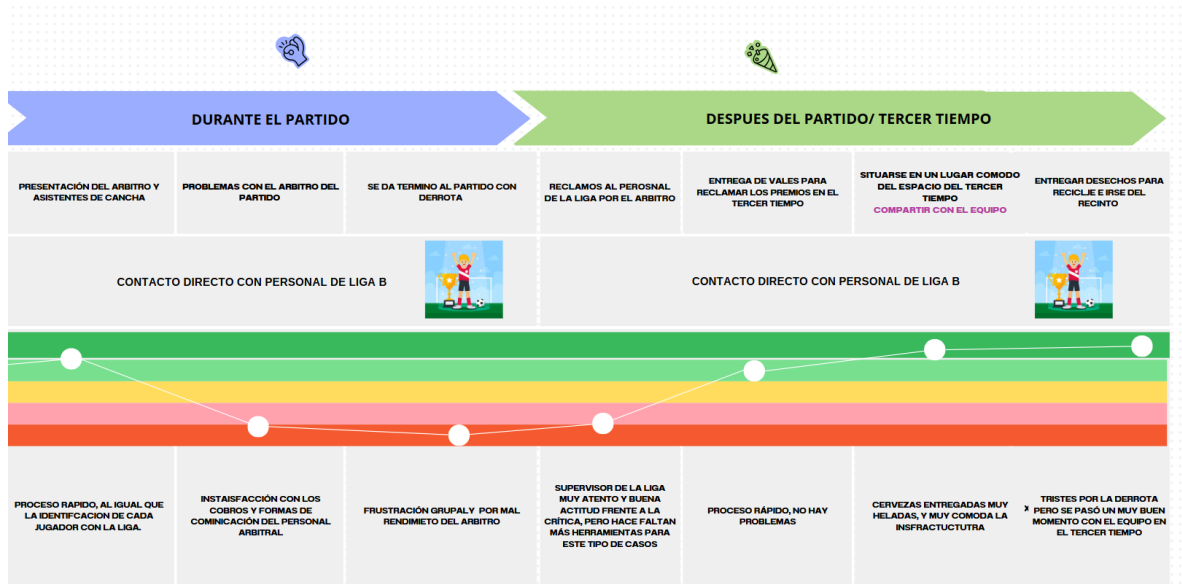 DURANTE EL PARTIDO
DESPUES DEL PARTIDO/ TERCER TIEMPO
PRESENTACIÓN DEL ARBITRO Y
ASISTENTES DE CANCHA
PROBLEMAS CON EL ARBITRO DEL
PARTIDO
SE DA TERMINO AL PARTIDO CON
DERROTA
RECLAMOS AL PEROSNAL
DE LA LIGA POR EL ARBITRO
ENTREGA DE VALES PARA
RECLAMAR LOS PREMIOS EN EL
TERCER TIEMPO
SITUARSE EN UN LUGAR COMODO
DEL ESPACIO DEL TERCER
TIEMPO
COMPARTIR CON EL EQUIPO
ENTREGAR DESECHOS PARA
RECICLJE E IRSE DEL
RECINTO
CONTACTO DIRECTO CON PERSONAL DE LIGA B
CONTACTO DIRECTO CON PERSONAL DE LIGA B
PROCESO RAPIDO, AL IGUAL QUE
LA IDENTIFCACION DE CADA
JUGADOR CON LA LIGA.
INSTAISFACCIÓN CON LOS
COBROS Y FORMAS DE
COMINICACIÓN DEL PERSONAL
ARBITRAL
FRUSTRACIÓN GRUPALY POR MAL
RENDIMIETO DEL ARBITRO
SUPERVISOR DE LA LIGA
MUY ATENTO Y BUENA
ACTITUD FRENTE A LA
CRÍTICA, PERO HACE FALTAN
MÁS HERRAMIENTAS PARA
ESTE TIPO DE CASOS
PROCESO RÁPIDO, NO HAY
PROBLEMAS
CERVEZAS ENTREGADAS MUY
HELADAS, Y MUY COMODA LA
INSFRACTUCTUTRA
x
TRISTES POR LA DERROTA
PERO SE PASÓ UN MUY BUEN
MOMENTO CON EL EQUIPO EN
EL TERCER TIEMPO